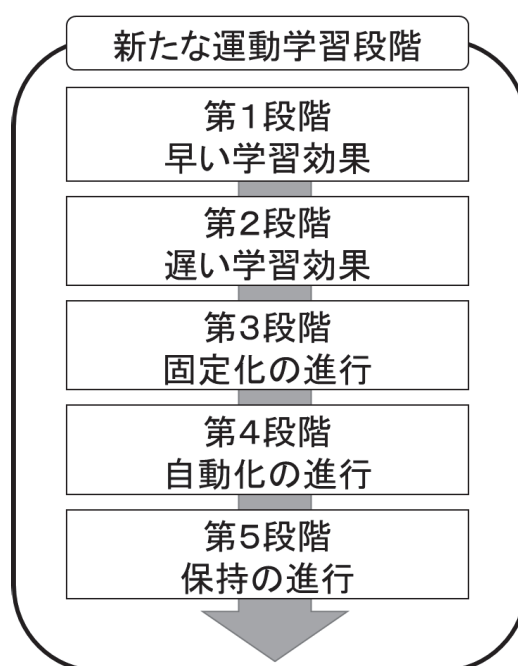 新たな運動学習段階
第1段階
早い学習効果
第2段階
遅い学習効果
第3段階
固定化の進行
第4段階
自動化の進行
第5段階
保持の進行